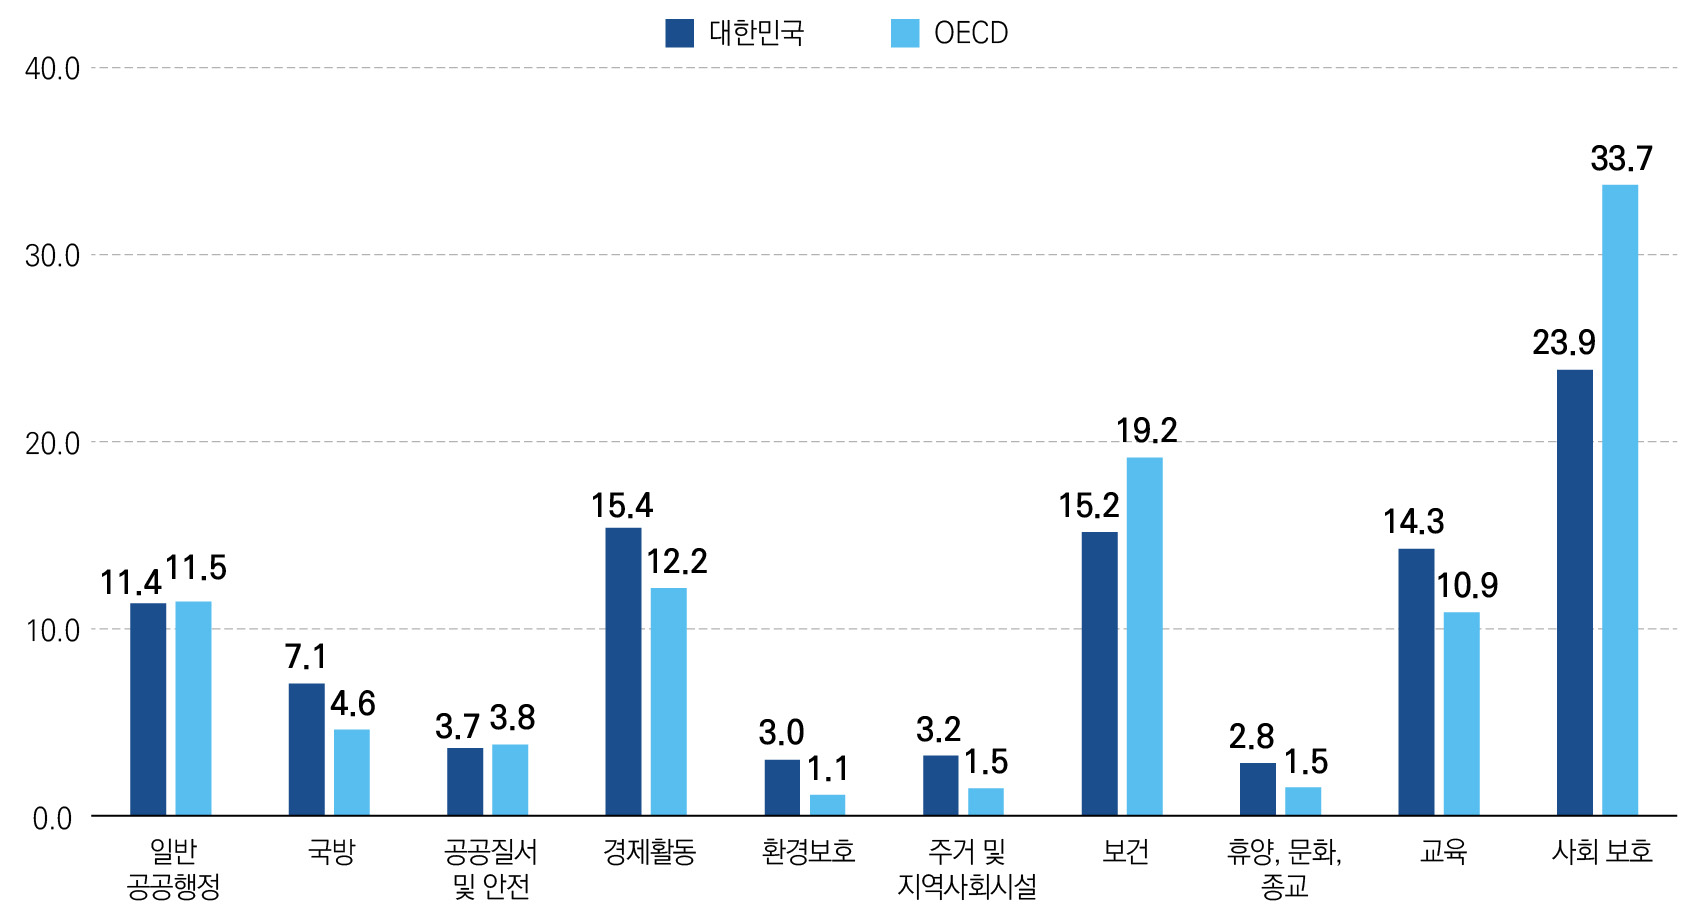 대한민국 OECD
40.0
30.0
20.0
10.0
0.0
11.4 11.5
7.1 4.6
3.7 3.8
15.4 12.2
3.0 1.1
3.2 1.5
15.2 19.2
2.8 1.5
14.3 10.9
23.9 33.7
일반
공공행정
국방
공공질서
및 안전
경제활동
환경보호
주거 및
지역사회시설
보건
휴양, 문화,
종교
교육
사회 보호